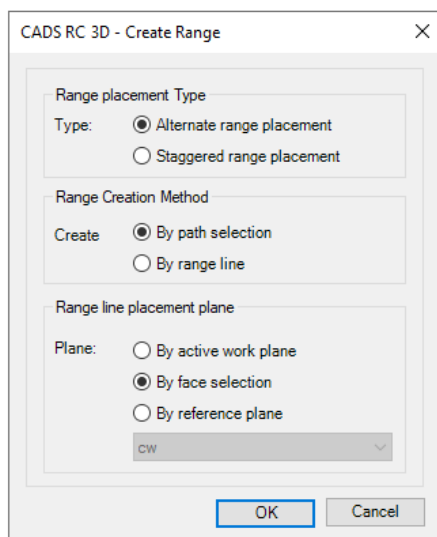 CADS RC 3D - Create Range
Range placement Type
Type: Alternate range placement
Staggered range placement
Range Creation Method
Create By path selection
By range line
Range line placement plane
Plane: By active work plane
By face selection
By reference plane
cw
OK Cancel